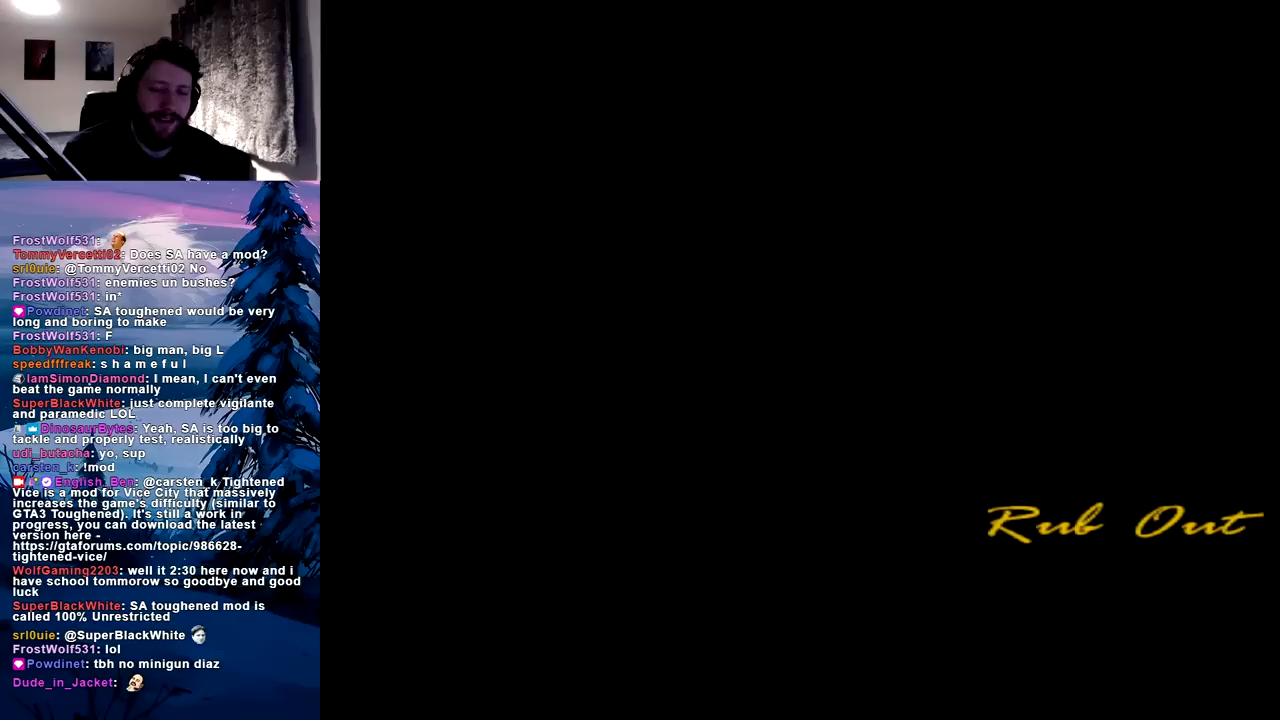 FrostWolf531:
TommyVercetti02: Does SA have a mod?
srl0uie: @TommyVercetti02 No
FrostWolf531: enemies un bushes?
FrostWolf531: in*
Powdinet: SA toughened would be very
long and boring to make
FrostWolf531: F
BobbyWanKenobi: big man, big L
speedfffreak: s h a m e f u l
IamSimonDiamond: I mean, I can't even
beat the game normally
SuperBlackWhite: just complete vigilante
and paramedic LOL
DinosaurBytes: Yeah, SA is too big to
tackle and properly test, realistically
udi_butacha: yo, sup
carsten_k: !mod
English_Ben: @carsten_k Tightened
Vice is a mod for Vice City that massively
increases the game's difficulty (similar to
GTA3 Toughened). It's still a work in
progress, you can download the latest
version here -
https://gtaforums.com/topic/986628-
tightened-vice/
WolfGaming2203: well it 2:30 here now and i
have school tommorow so goodbye and good
luck
SuperBlackWhite: SA toughened mod is
called 100% Unrestricted
srl0uie: @SuperBlackWhite
FrostWolf531: lol
Powdinet: tbh no minigun diaz
Dude_in_Jacket:
Rub Out